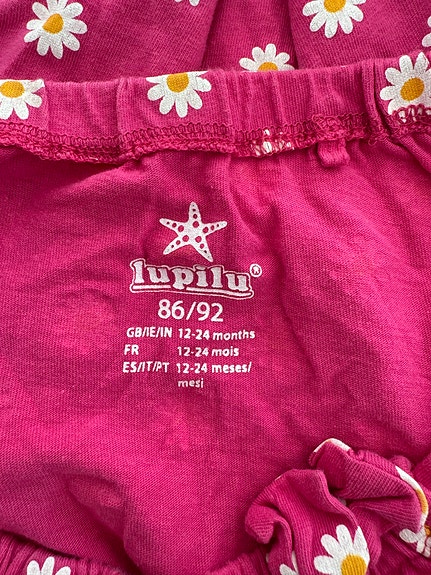 lupilu®
86/92
GB/IE/IN 12-24 months
FR 12-24 mois
ES/IT/PT 12-24 meses/
mesi